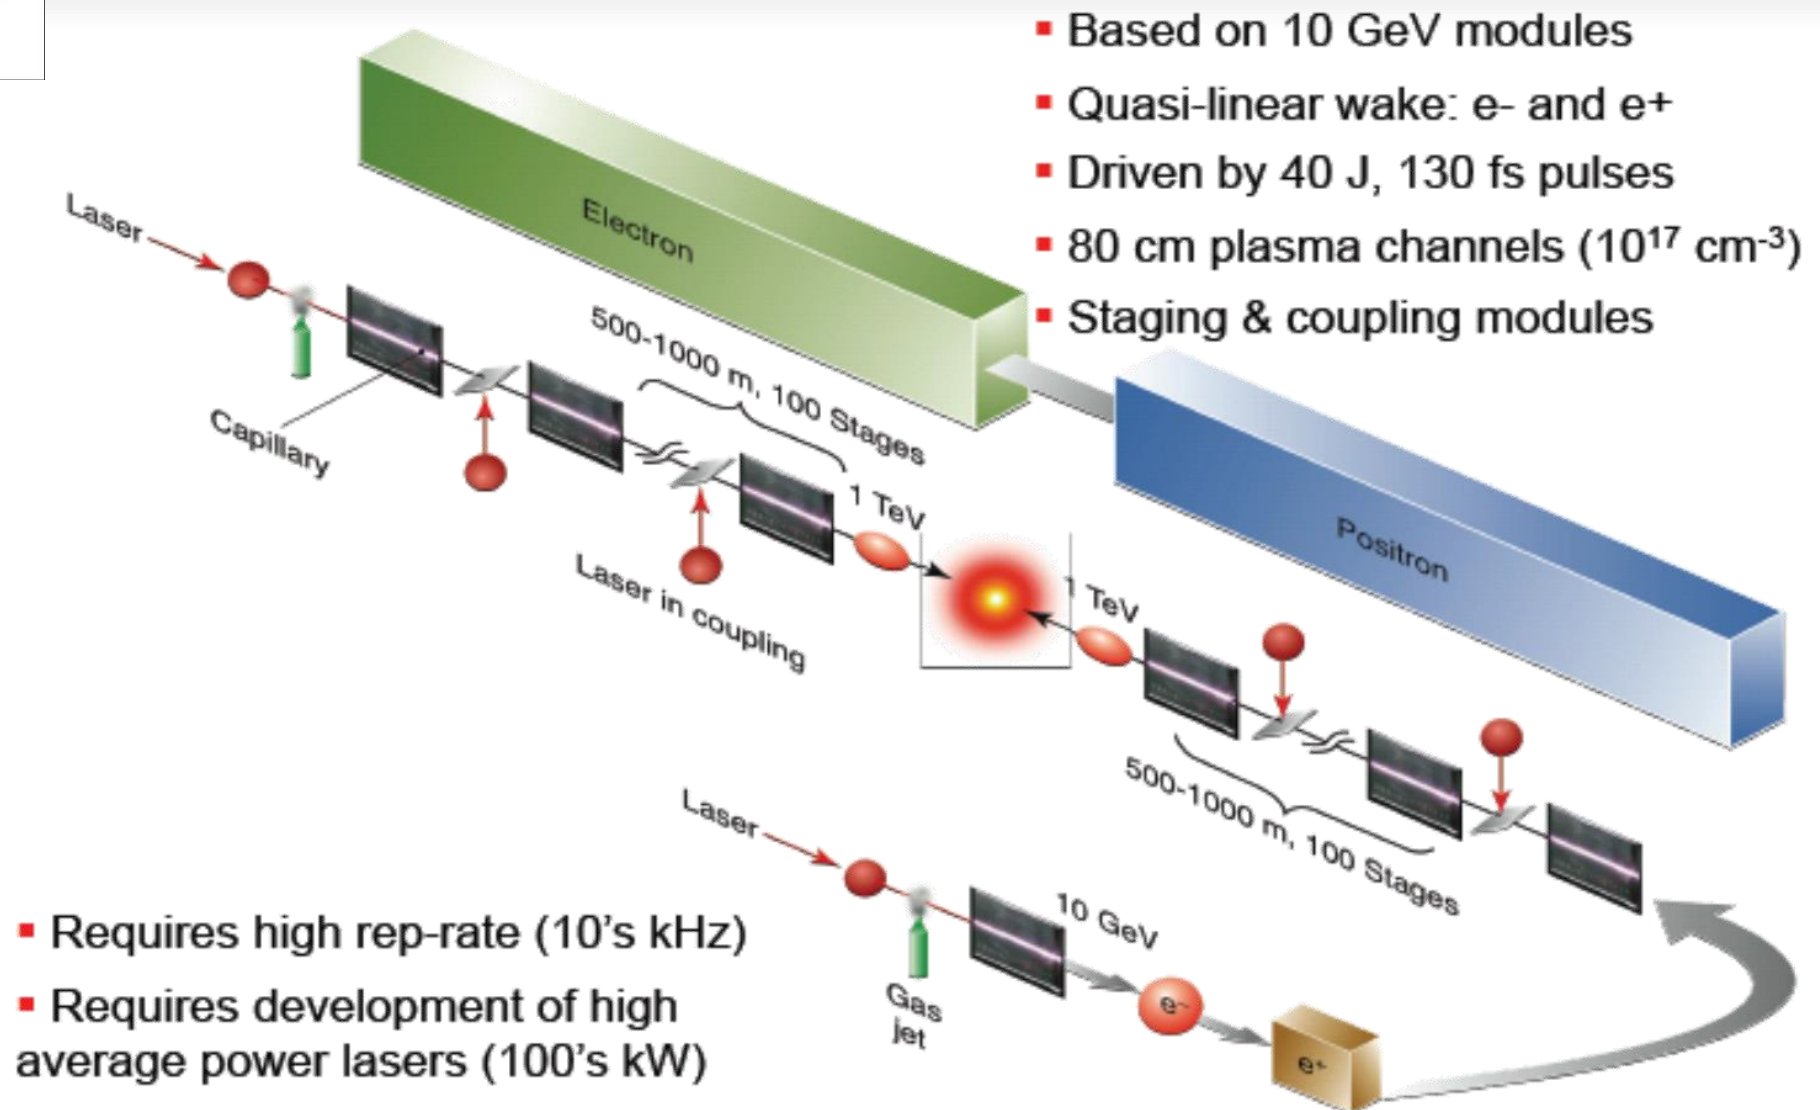 ▪ Based on 10 GeV modules
▪ Quasi-linear wake: e- and e+
▪ Driven by 40 J, 130 fs pulses
▪ 80 cm plasma channels (10¹⁷ cm⁻³)
▪ Staging & coupling modules
Electron
Laser
500-1000 m, 100 Stages
Capillary
1 TeV
Laser in coupling
Positron
1 TeV
500-1000 m, 100 Stages
Laser
10 GeV
Gas
jet
e⁻
e⁺
▪ Requires high rep-rate (10’s kHz)
▪ Requires development of high
average power lasers (100’s kW)